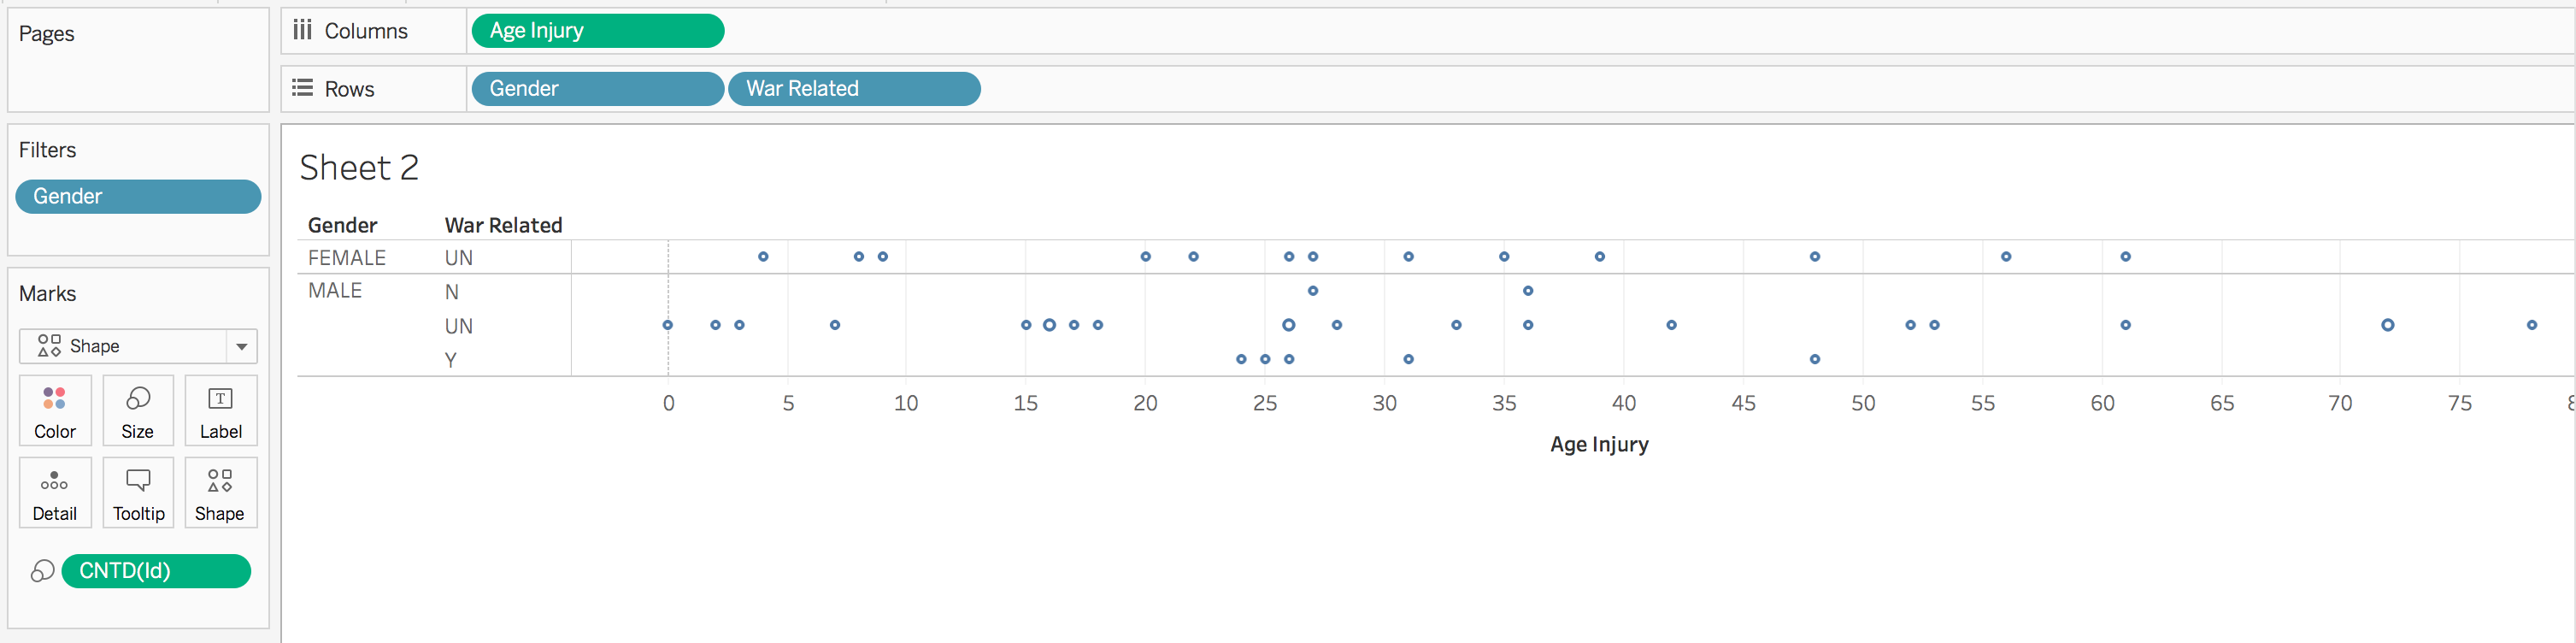 Pages
Columns Age Injury
Rows Gender War Related
Filters
Gender
Marks
Shape
Color Size Label
Detail Tooltip Shape
CNTD(Id)
Sheet 2
Gender War Related
FEMALE UN
MALE N
UN
Y
0 5 10 15 20 25 30 35 40 45 50 55 60 65 70 75
Age Injury